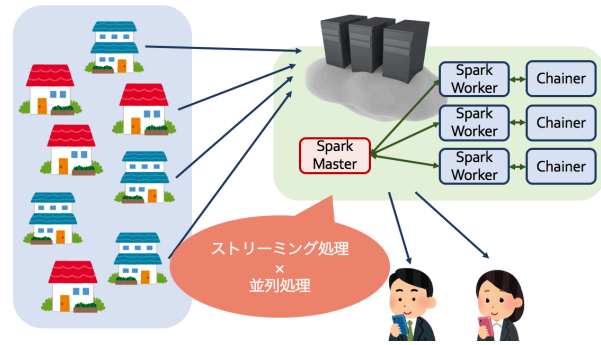 Spark
Worker
Chainer
Spark
Worker
Chainer
Spark
Worker
Chainer
Spark
Master
ストリーミング処理
×
並列処理